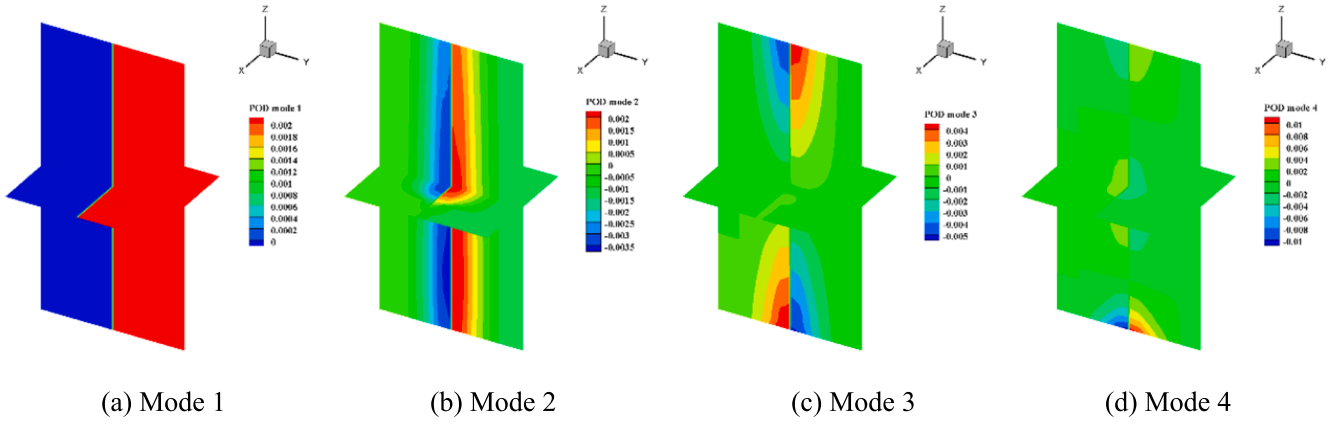 Z
X
Y
POD mode 1
0.002
0.0018
0.0016
0.0014
0.0012
0.001
0.0008
0.0006
0.0004
0.0002
0
(a) Mode 1
Z
X
Y
POD mode 2
0.002
0.0015
0.001
0.0005
0
-0.0005
-0.001
-0.0015
-0.002
-0.0025
-0.003
-0.0035
(b) Mode 2
Z
X
Y
POD mode 3
0.004
0.003
0.002
0.001
0
-0.001
-0.002
-0.003
-0.004
-0.005
(c) Mode 3
Z
X
Y
POD mode 4
0.01
0.008
0.006
0.004
0.002
0
-0.002
-0.004
-0.006
-0.008
-0.01
(d) Mode 4